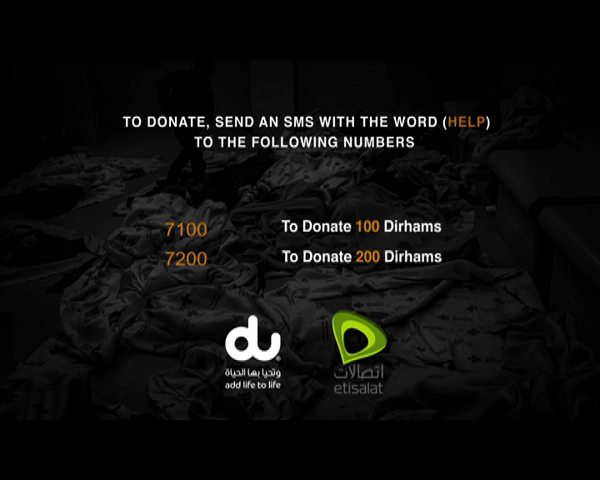 TO DONATE, SEND AN SMS WITH THE WORD (HELP)
TO THE FOLLOWING NUMBERS
7100 To Donate 100 Dirhams
7200 To Donate 200 Dirhams
du
وتحيا بها الحياة
add life to life
اتصالات
etisalat